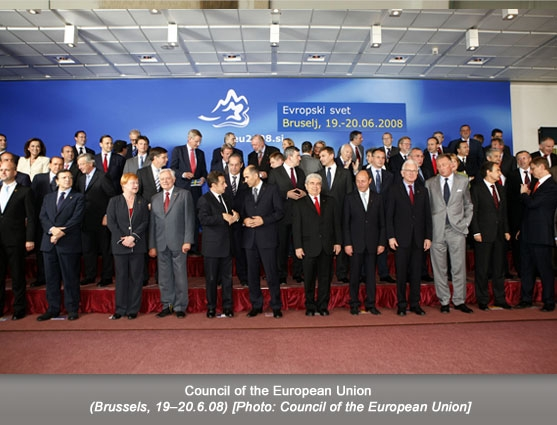 Evropski svet
Bruselj, 19.-20.06.2008
eu2008.si
Council of the European Union
(Brussels, 19–20.6.08) [Photo: Council of the European Union]